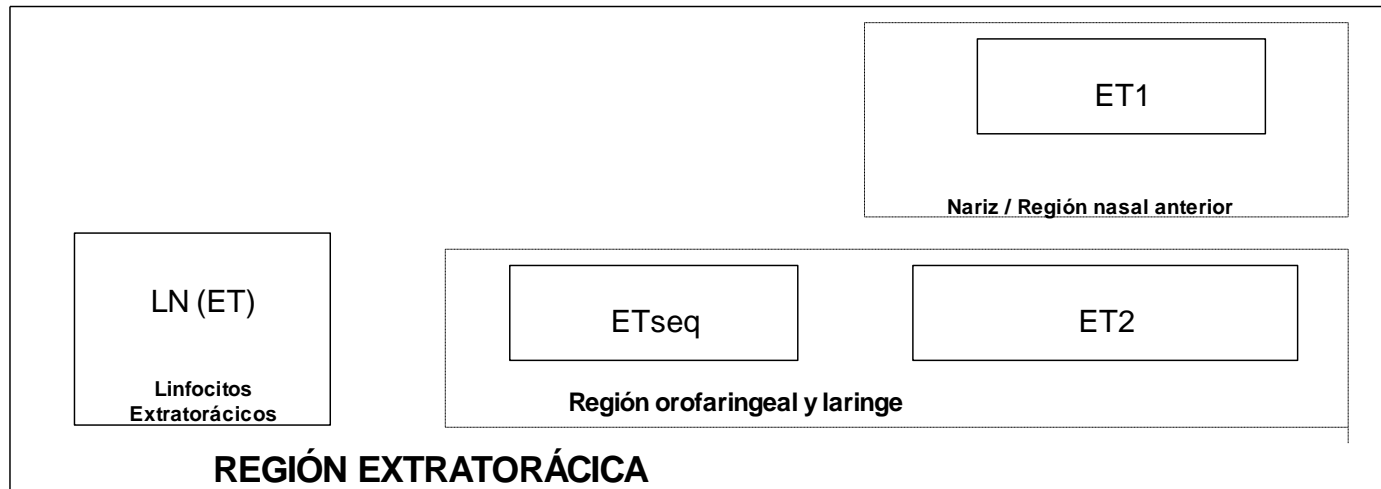 ET1
Nariz / Región nasal anterior
LN (ET)
Linfocitos
Extratorácicos
ETseq
ET2
Región orofaringeal y laringe
REGIÓN EXTRATORÁCICA